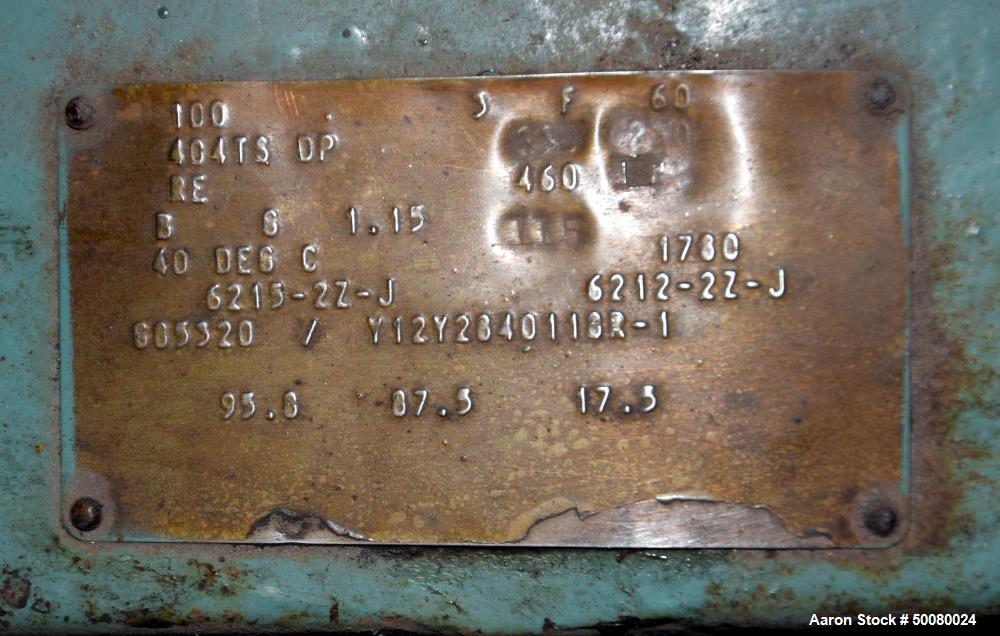 100 3 F 60
404TS DP
RE 460
B G 1.15 115
40 DEG C 1780
6215-2Z-J 6212-2Z-J
/ Y12Y2840118R-1
95.8 87.5 17.5
Aaron Stock # 50080024